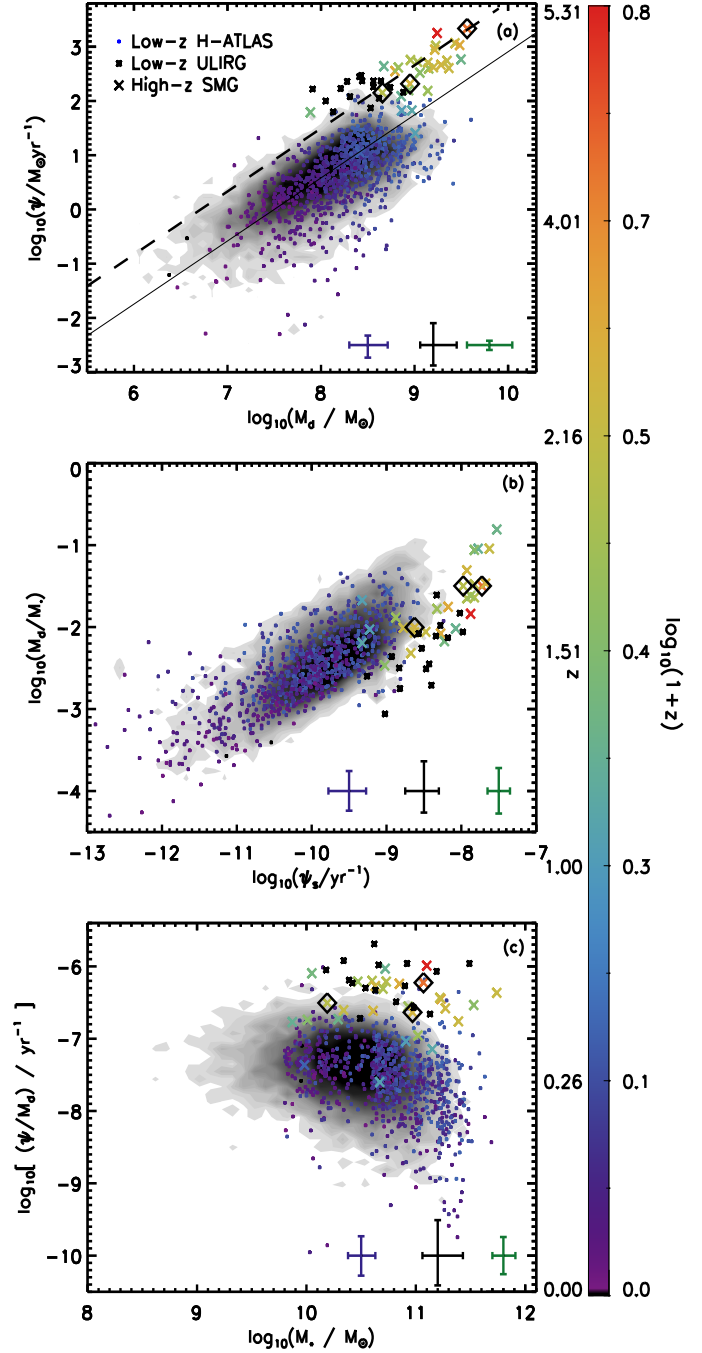 (a)
Low-z H-ATLAS
Low-z ULIRG
High-z SMG
log₁₀(ψ/M⊙yr⁻¹)
3
2
1
0
−1
−2
−3
6 7 8 9 10
log₁₀(M_d / M⊙)
(b)
log₁₀(M_d/M*)
0
−1
−2
−3
−4
−13 −12 −11 −10 −9 −8 −7
log₁₀(ψ_s/yr⁻¹)
(c)
log₁₀[ (ψ/M_d) / yr⁻¹ ]
−6
−7
−8
−9
−10
8 9 10 11 12
log₁₀(M* / M⊙)
5.31
4.01
2.16
1.51
1.00
0.26
0.00
z
0.8
0.7
0.5
0.4
0.3
0.1
0.0
log₁₀(1+z)